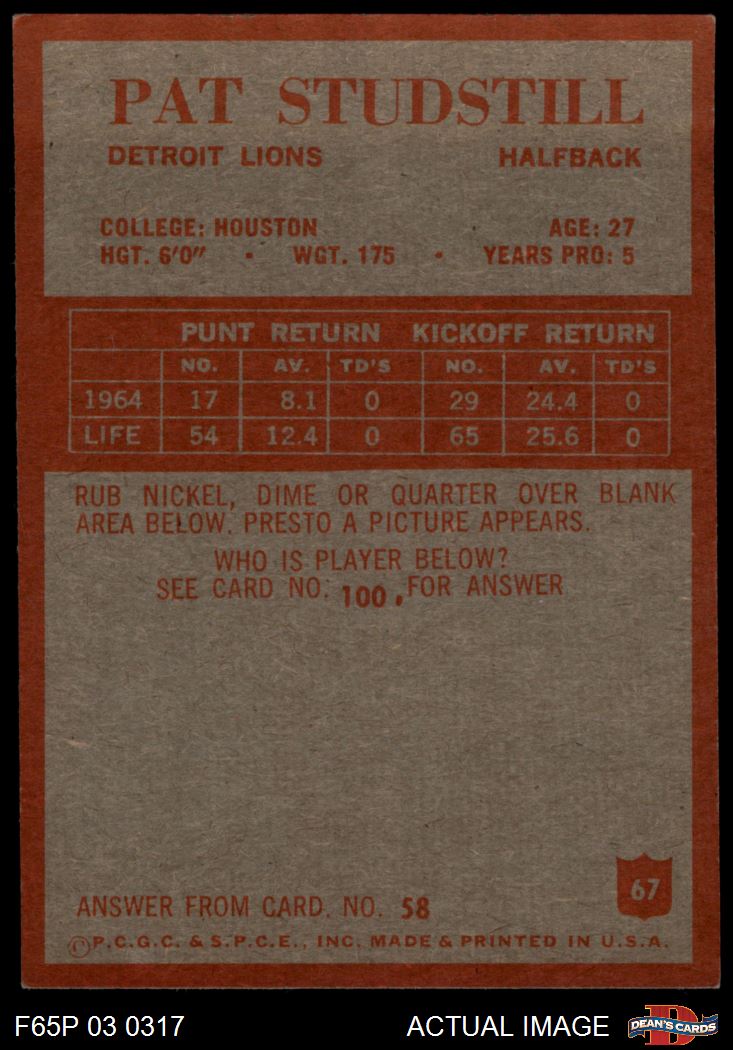 PAT STUDSTILL
DETROIT LIONS HALFBACK
COLLEGE: HOUSTON AGE: 27
HGT. 6'0" • WGT. 175 • YEARS PRO: 5
PUNT RETURN KICKOFF RETURN
NO. AV. TD'S NO. AV. TD'S
1964 17 8.1 0 29 24.4 0
LIFE 54 12.4 0 65 25.6 0
RUB NICKEL, DIME OR QUARTER OVER BLANK
AREA BELOW. PRESTO A PICTURE APPEARS.
WHO IS PLAYER BELOW?
SEE CARD NO. 100, FOR ANSWER
67
ANSWER FROM CARD. NO. 58
©P.C.G.C. & S.P.C.E., INC. MADE & PRINTED IN U.S.A.
F65P 03 0317 ACTUAL IMAGE DEAN'S CARDS